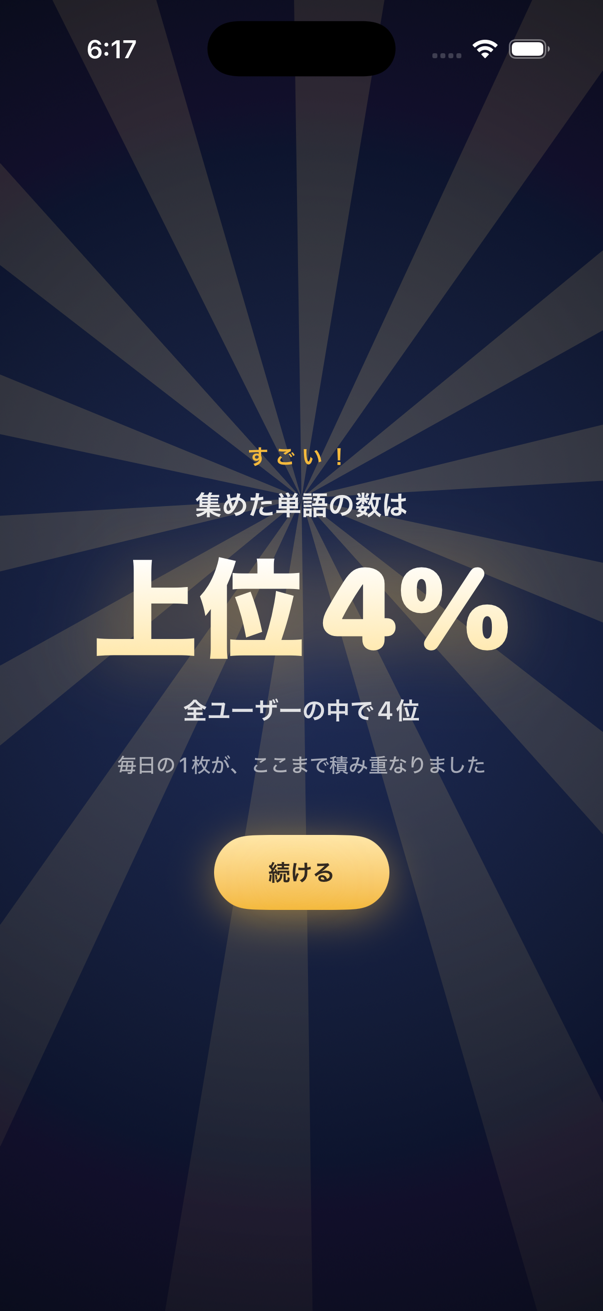 6:17
すごい！
集めた単語の数は
上位4%
全ユーザーの中で4位
毎日の1枚が、ここまで積み重なりました
続ける